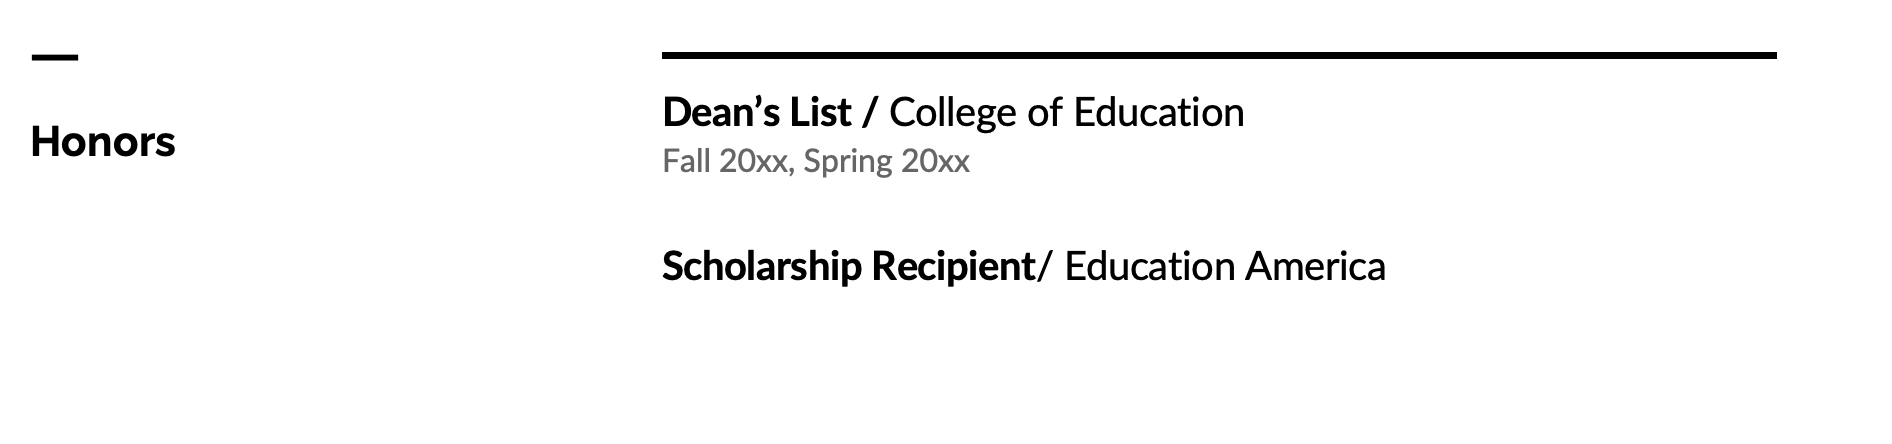 Honors
Dean’s List / College of Education
Fall 20xx, Spring 20xx
Scholarship Recipient/ Education America